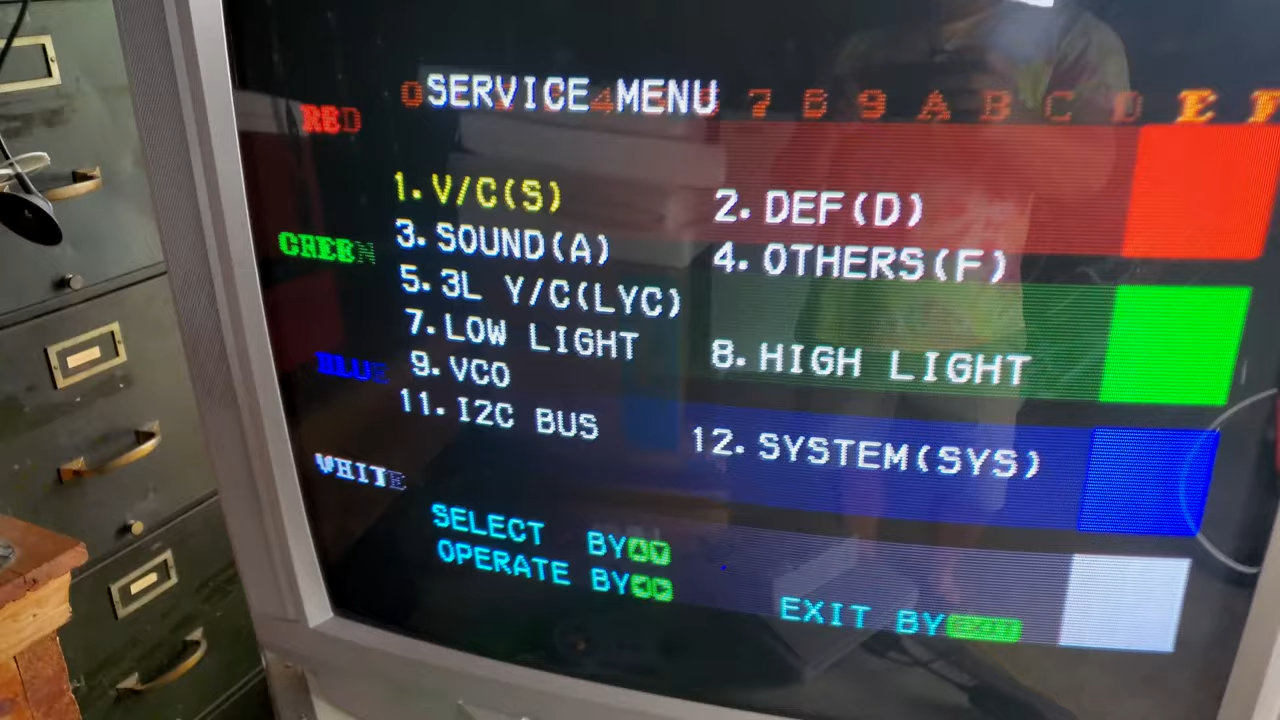 SERVICE MENU
0 4 7 8 9 A B C D E F
RED
1. V/C(S) 2. DEF(D)
GREEN
3. SOUND(A) 4. OTHERS(F)
5. 3L Y/C(LYC)
7. LOW LIGHT 8. HIGH LIGHT
BLUE
9. VCO
11. I2C BUS 12. SYSTEM(SYS)
WHITE
SELECT BY
OPERATE BY
EXIT BY